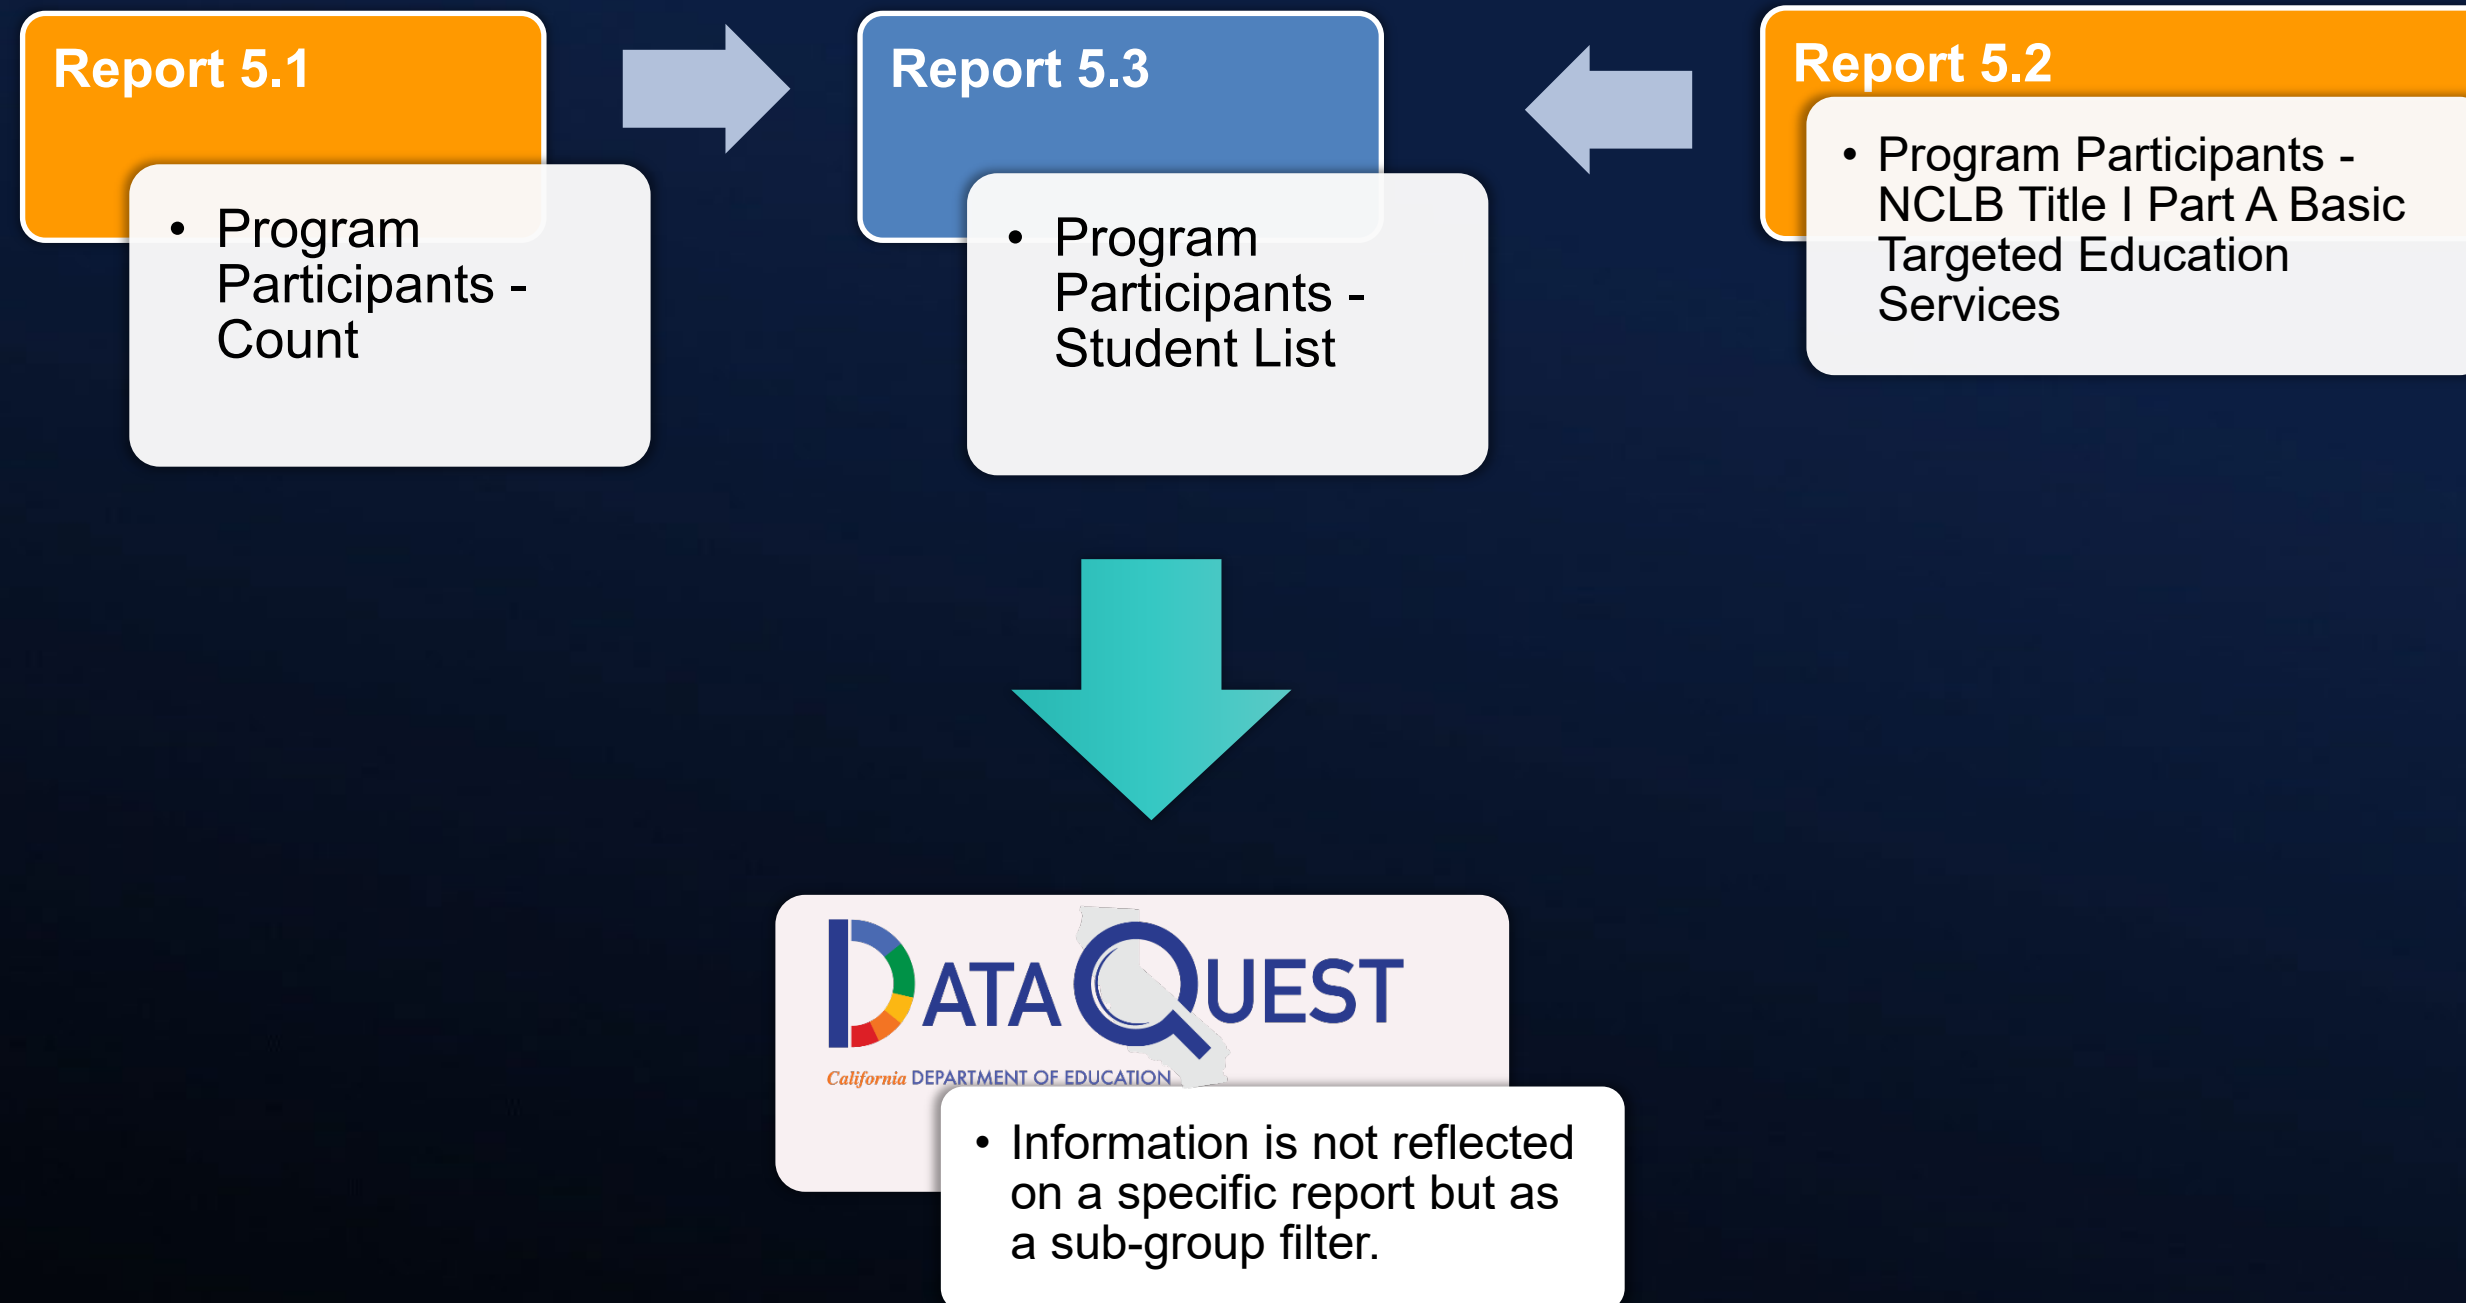 Report 5.1
• Program
Participants -
Count
Report 5.3
• Program
Participants -
Student List
Report 5.2
• Program Participants -
NCLB Title I Part A Basic
Targeted Education
Services
DATA QUEST
California DEPARTMENT OF EDUCATION
• Information is not reflected
on a specific report but as
a sub-group filter.